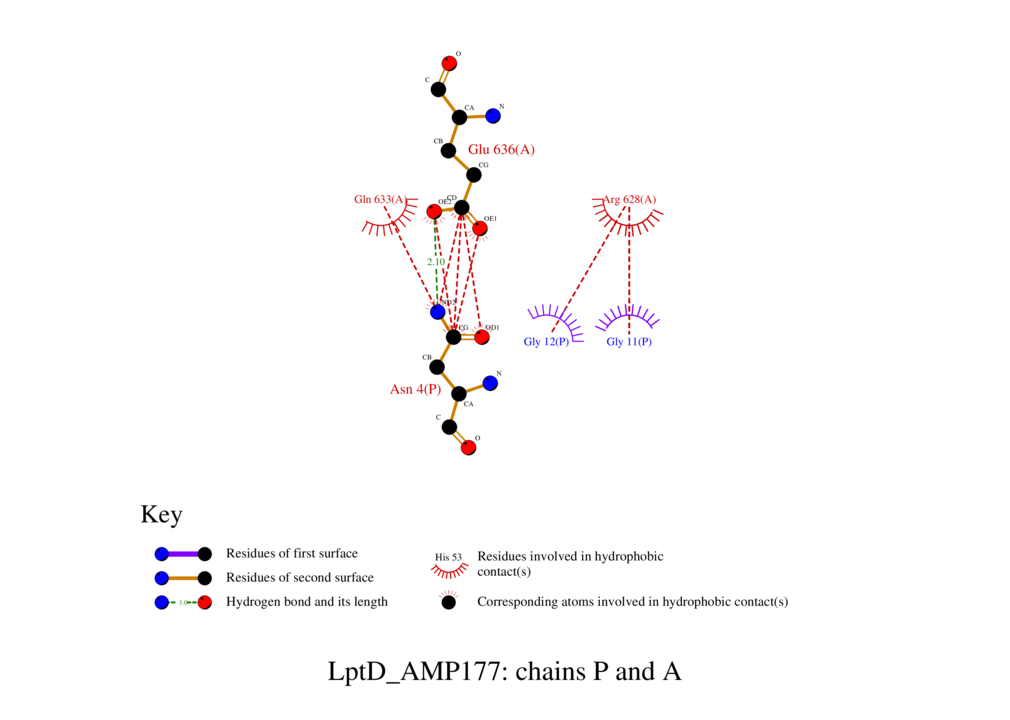 O
C
CA
N
CB
Glu 636(A)
CG
Gln 633(A)
CD
OE2
OE1
Arg 628(A)
2.10
ND2
CG
OD1
Gly 12(P)
Gly 11(P)
CB
N
Asn 4(P)
CA
C
O
Key
Residues of first surface
Residues of second surface
3.0
Hydrogen bond and its length
His 53
Residues involved in hydrophobic
contact(s)
Corresponding atoms involved in hydrophobic contact(s)
LptD_AMP177: chains P and A